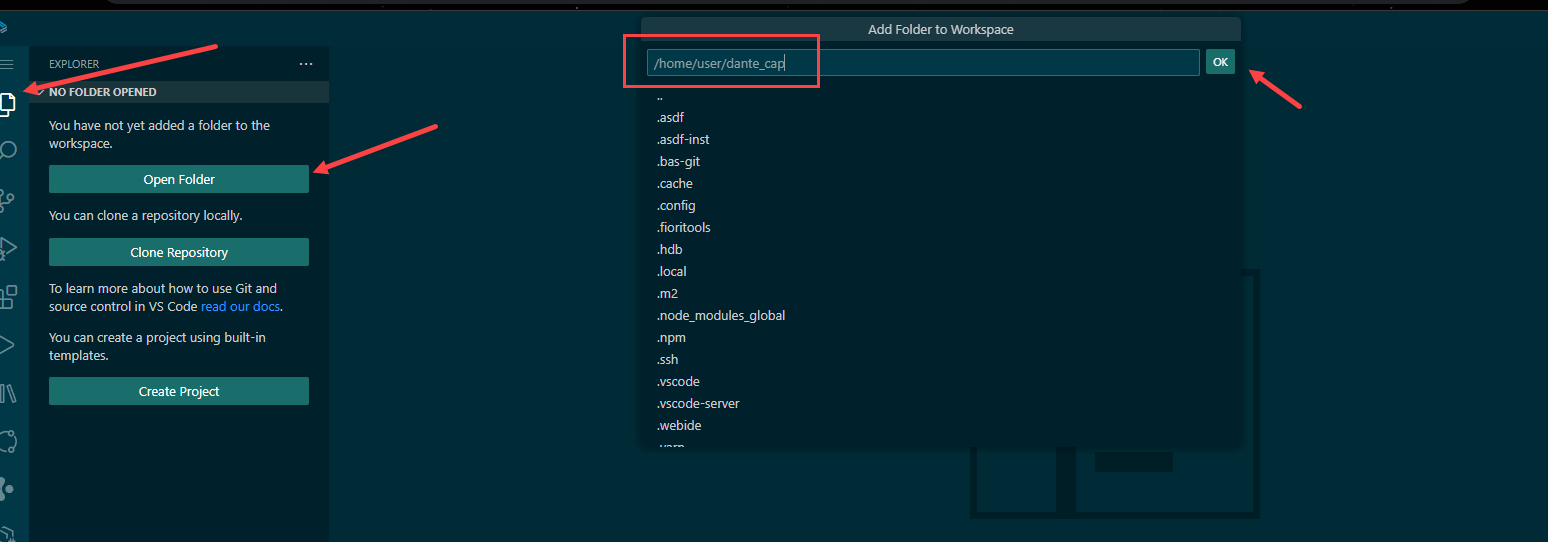 EXPLORER
NO FOLDER OPENED
You have not yet added a folder to the
workspace.
Open Folder
You can clone a repository locally.
Clone Repository
To learn more about how to use Git and
source control in VS Code read our docs.
You can create a project using built-in
templates.
Create Project
Add Folder to Workspace
/home/user/dante_cap
OK
..
.asdf
.asdf-inst
.bas-git
.cache
.config
.fioritools
.hdb
.local
.m2
.node_modules_global
.npm
.ssh
.vscode
.vscode-server
.webide